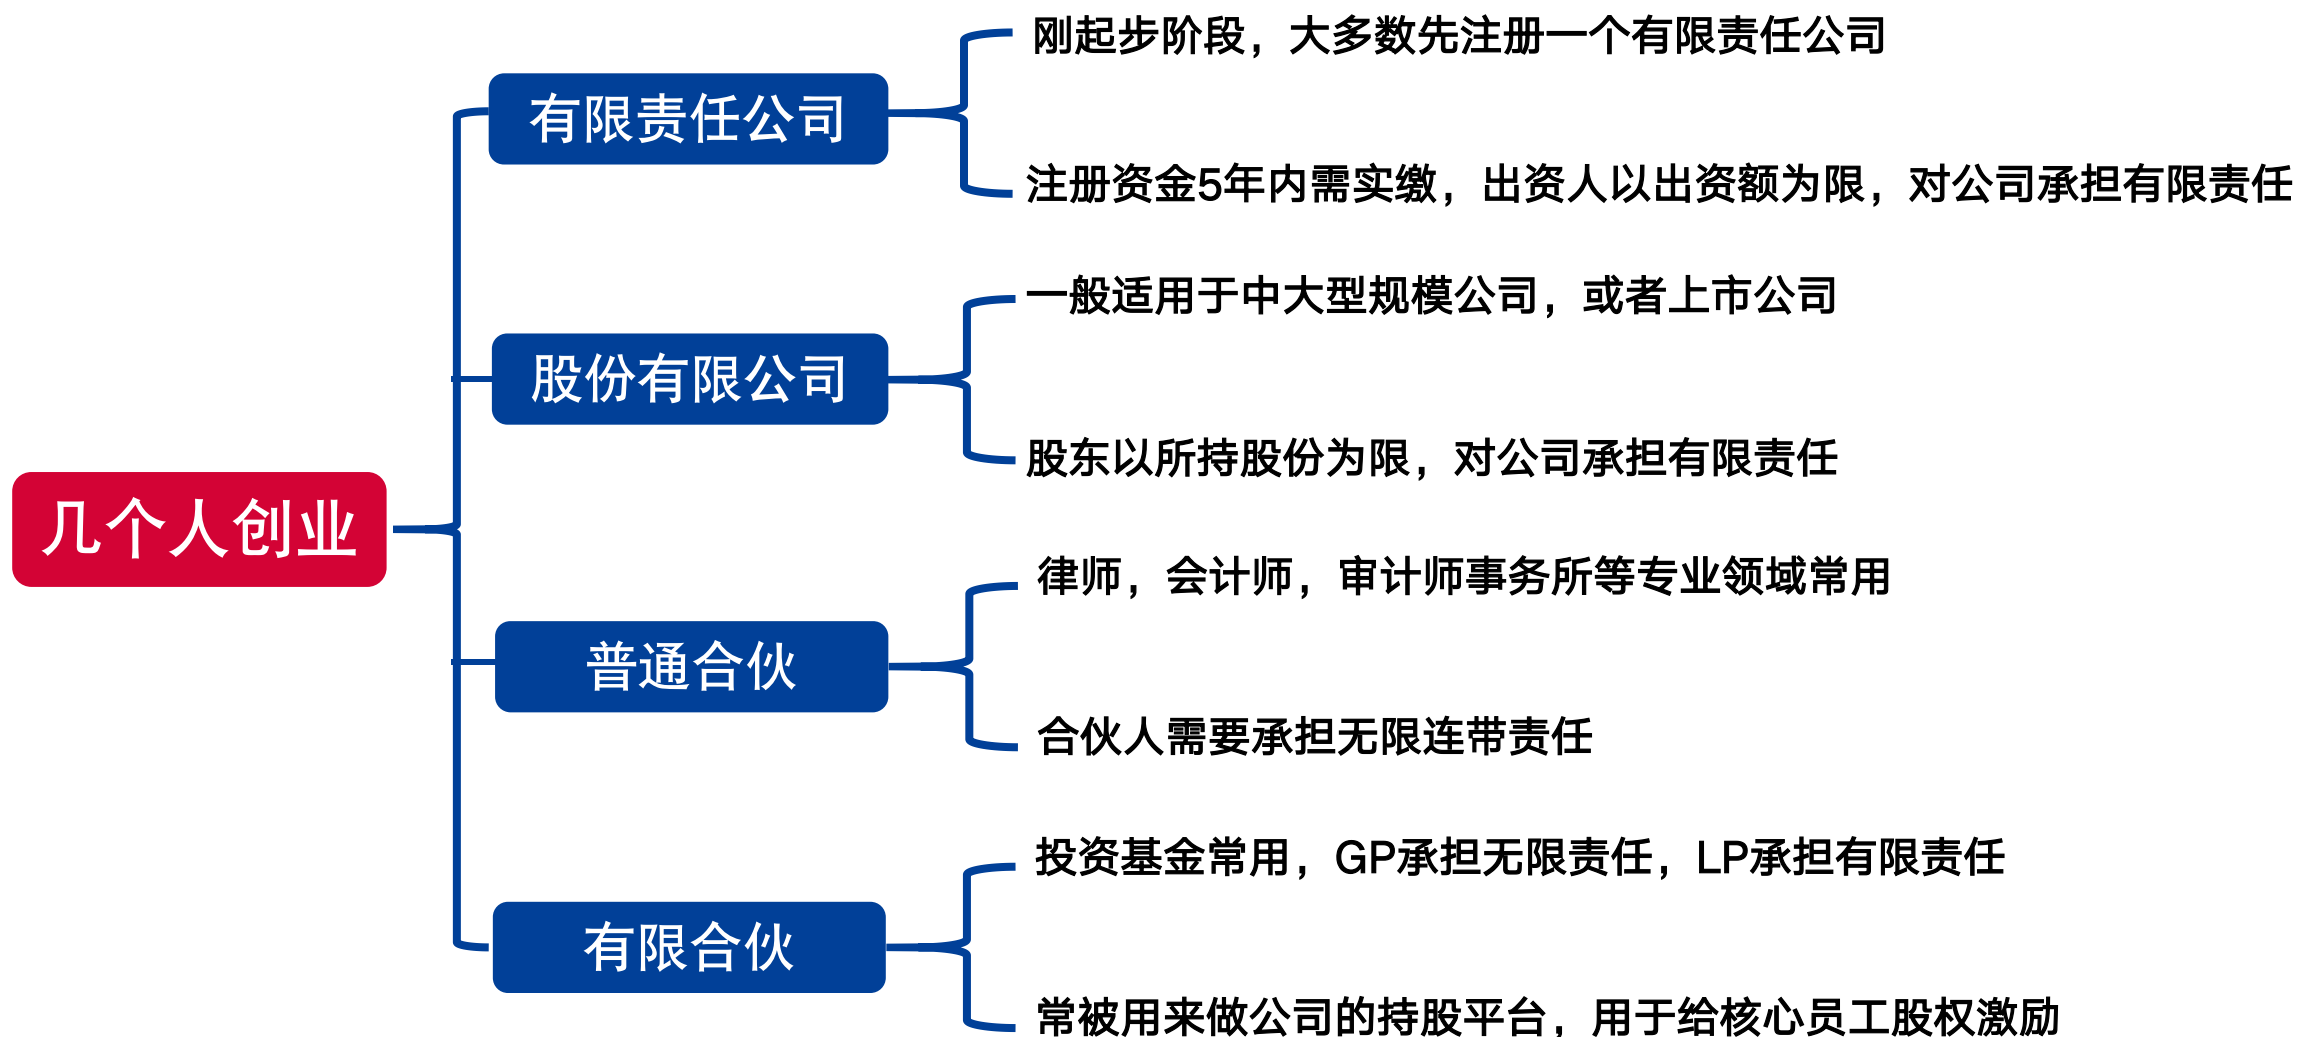 几个人创业
有限责任公司
刚起步阶段，大多数先注册一个有限责任公司
注册资金5年内需实缴，出资人以出资额为限，对公司承担有限责任
股份有限公司
一般适用于中大型规模公司，或者上市公司
股东以所持股份为限，对公司承担有限责任
普通合伙
律师，会计师，审计师事务所等专业领域常用
合伙人需要承担无限连带责任
有限合伙
投资基金常用，GP承担无限责任，LP承担有限责任
常被用来做公司的持股平台，用于给核心员工股权激励